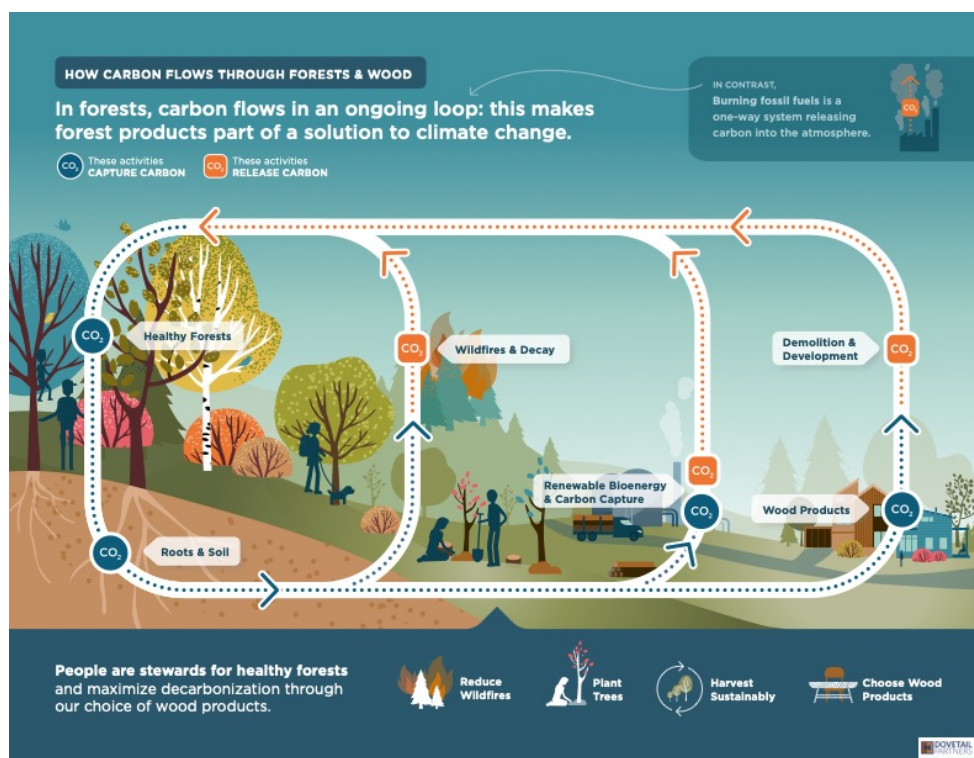 HOW CARBON FLOWS THROUGH FORESTS & WOOD
In forests, carbon flows in an ongoing loop: this makes
forest products part of a solution to climate change.
CO₂
These activities
CAPTURE CARBON
CO₂
These activities
RELEASE CARBON
IN CONTRAST,
Burning fossil fuels is a
one-way system releasing
carbon into the atmosphere.
CO₂
CO₂
Healthy Forests
CO₂
Wildfires & Decay
Demolition &
Development
CO₂
CO₂
Renewable Bioenergy
& Carbon Capture
CO₂
Wood Products
CO₂
CO₂
Roots & Soil
People are stewards for healthy forests
and maximize decarbonization through
our choice of wood products.
Reduce
Wildfires
Plant
Trees
Harvest
Sustainably
Choose Wood
Products
DOVETAIL
PARTNERS